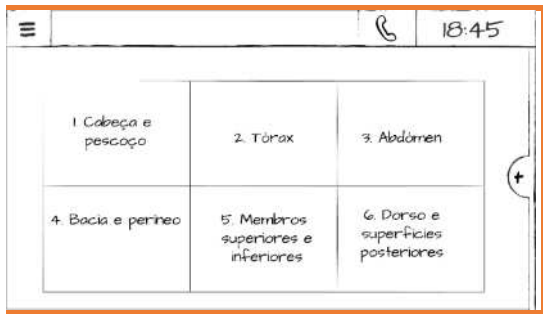 18:45
1. Cabeça e
pescoço
2. Tórax
3. Abdómen
4. Bacia e períneo
5. Membros
superiores e
inferiores
6. Dorso e
superfícies
posteriores
+